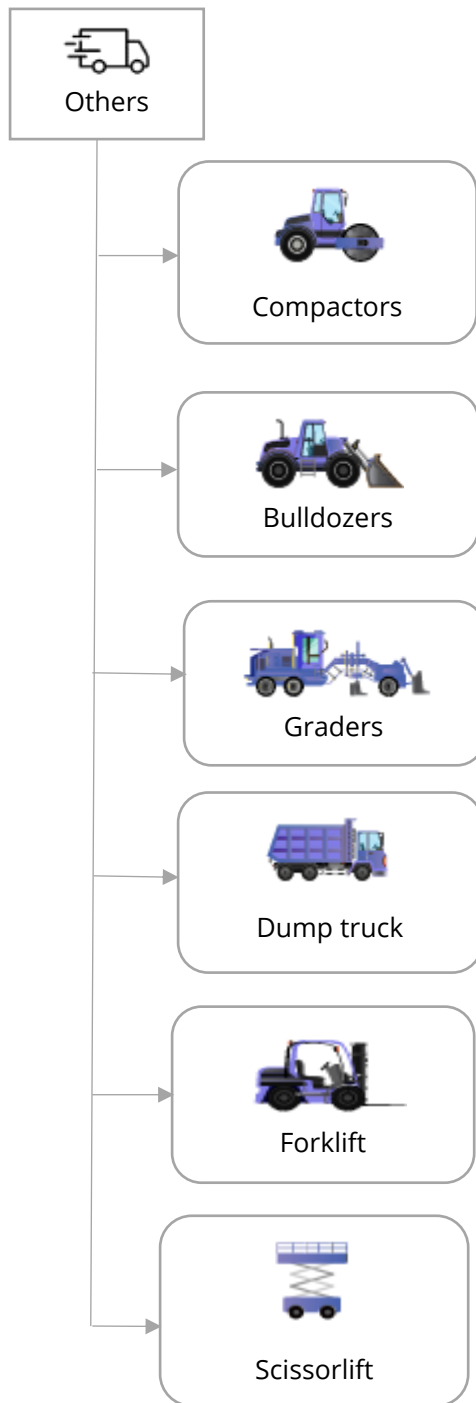 Others
Compactors
Bulldozers
Graders
Dump truck
Forklift
Scissorlift